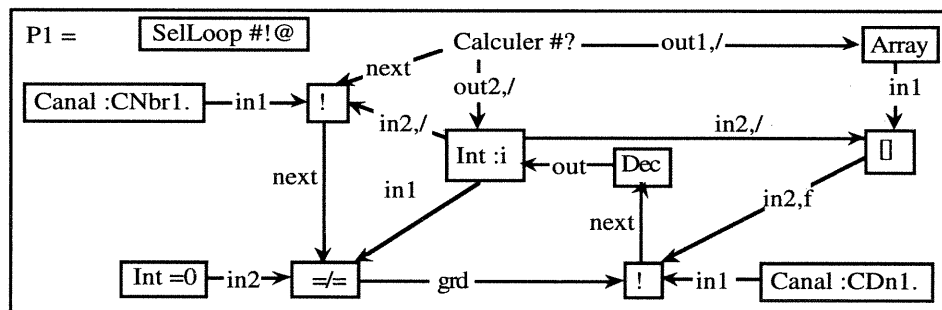 P1 =
SelLoop #!@
Calculer #?
out1,/
Array
next
out2,/
in1
Canal :CNbr1.
in1
!
in2,/
in2,/
Int :i
[]
out
Dec
next
in1
in2,f
next
Int =0
in2
=/=
grd
!
in1
Canal :CDn1.